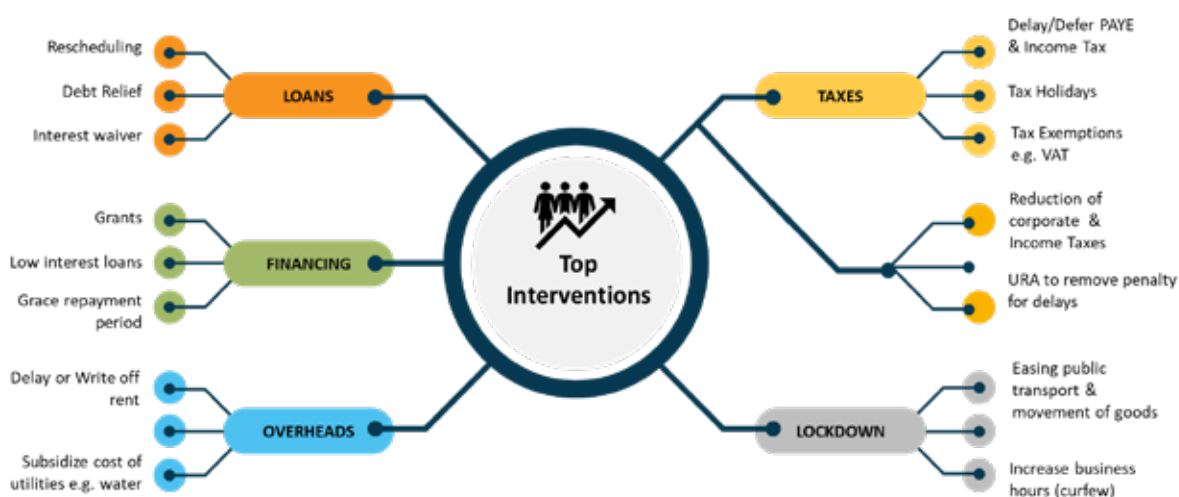 Rescheduling
Debt Relief
Interest waiver
LOANS
Grants
Low interest loans
Grace repayment
period
FINANCING
Delay or Write off
rent
Subsidize cost of
utilities e.g. water
OVERHEADS
Top
Interventions
TAXES
Delay/Defer PAYE
& Income Tax
Tax Holidays
Tax Exemptions
e.g. VAT
Reduction of
corporate &
Income Taxes
URA to remove penalty
for delays
LOCKDOWN
Easing public
transport &
movement of goods
Increase business
hours (curfew)